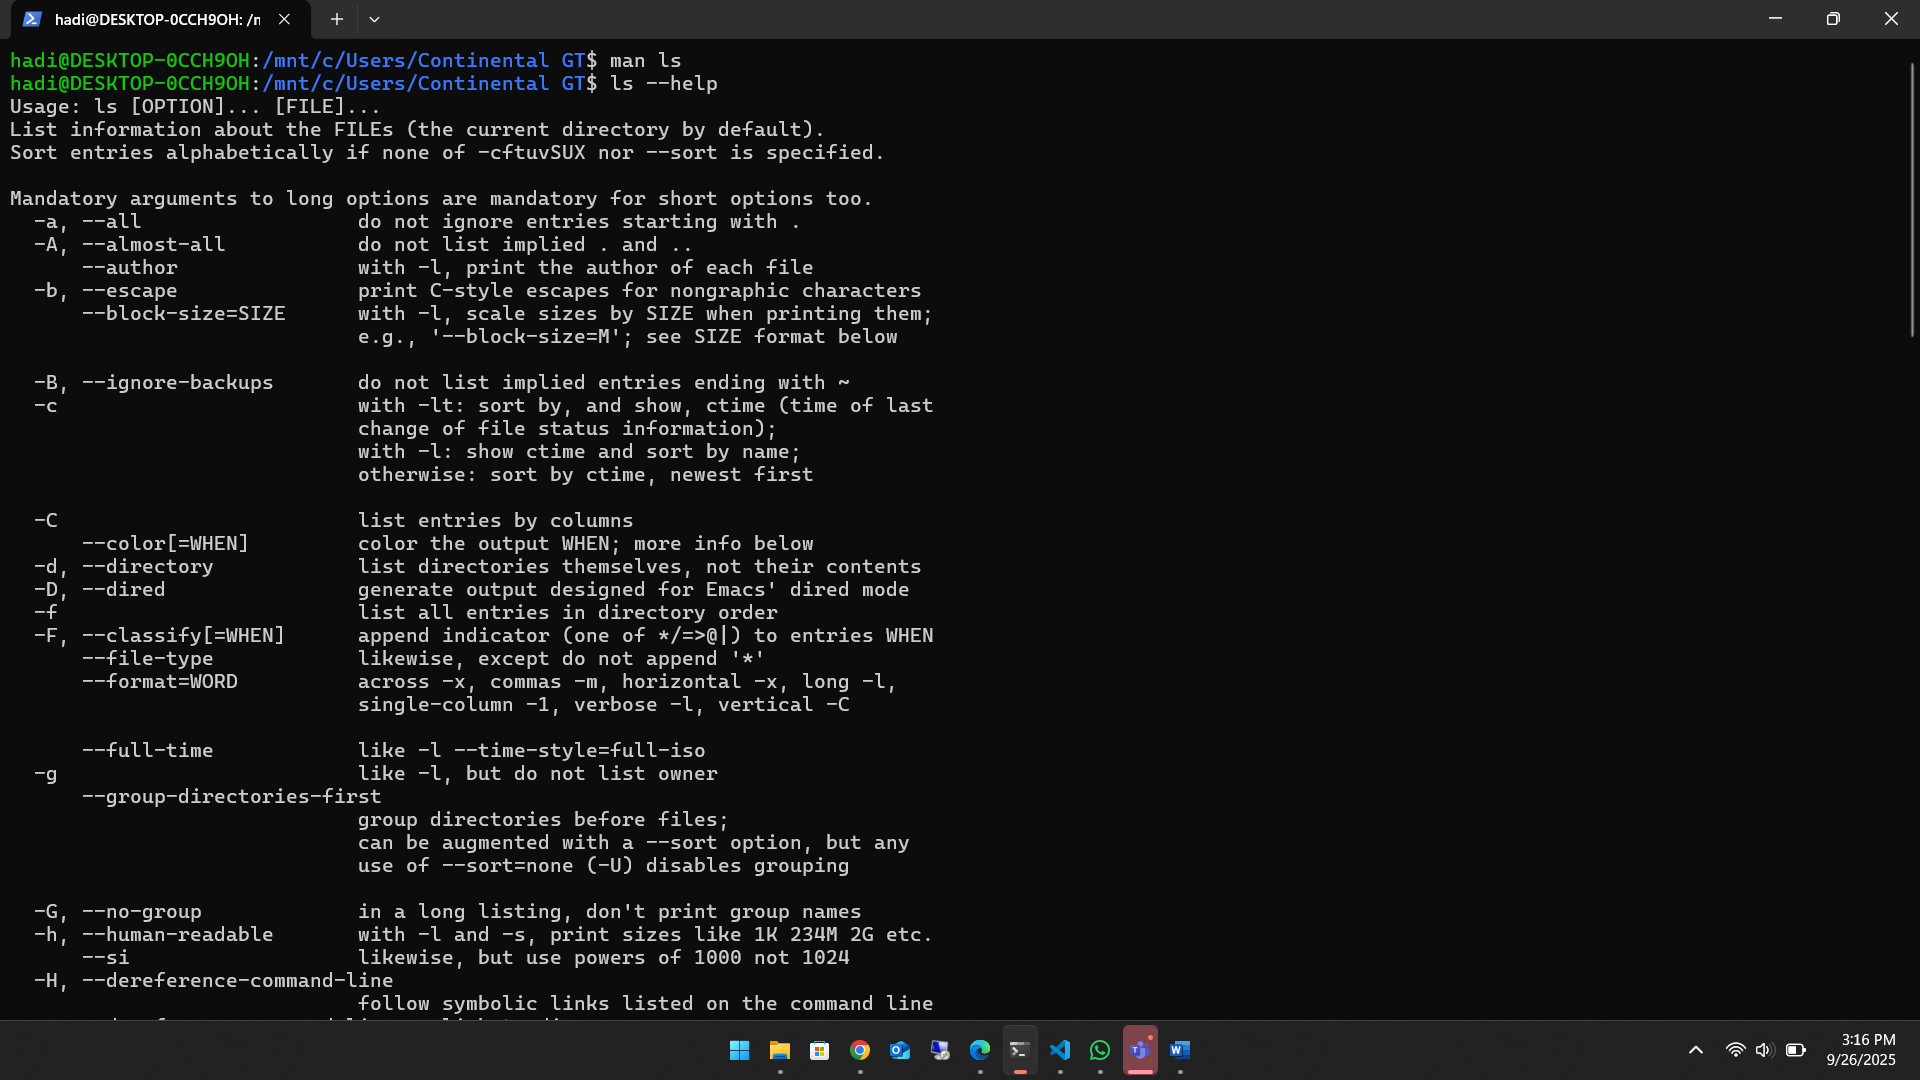 hadi@DESKTOP-0CCH9OH: /n
hadi@DESKTOP-0CCH9OH:/mnt/c/Users/Continental GT$ man ls
hadi@DESKTOP-0CCH9OH:/mnt/c/Users/Continental GT$ ls --help
Usage: ls [OPTION]... [FILE]...
List information about the FILEs (the current directory by default).
Sort entries alphabetically if none of -cftuvSUX nor --sort is specified.

Mandatory arguments to long options are mandatory for short options too.
  -a, --all                  do not ignore entries starting with .
  -A, --almost-all           do not list implied . and ..
      --author               with -l, print the author of each file
  -b, --escape               print C-style escapes for nongraphic characters
      --block-size=SIZE      with -l, scale sizes by SIZE when printing them;
                             e.g., '--block-size=M'; see SIZE format below

  -B, --ignore-backups       do not list implied entries ending with ~
  -c                         with -lt: sort by, and show, ctime (time of last
                             change of file status information);
                             with -l: show ctime and sort by name;
                             otherwise: sort by ctime, newest first

  -C                         list entries by columns
      --color[=WHEN]         color the output WHEN; more info below
  -d, --directory            list directories themselves, not their contents
  -D, --dired                generate output designed for Emacs' dired mode
  -f                         list all entries in directory order
  -F, --classify[=WHEN]      append indicator (one of */=>@|) to entries WHEN
      --file-type            likewise, except do not append '*'
      --format=WORD          across -x, commas -m, horizontal -x, long -l,
                             single-column -1, verbose -l, vertical -C

      --full-time            like -l --time-style=full-iso
  -g                         like -l, but do not list owner
      --group-directories-first
                             group directories before files;
                             can be augmented with a --sort option, but any
                             use of --sort=none (-U) disables grouping

  -G, --no-group             in a long listing, don't print group names
  -h, --human-readable       with -l and -s, print sizes like 1K 234M 2G etc.
      --si                   likewise, but use powers of 1000 not 1024
  -H, --dereference-command-line
                             follow symbolic links listed on the command line
3:16 PM
9/26/2025